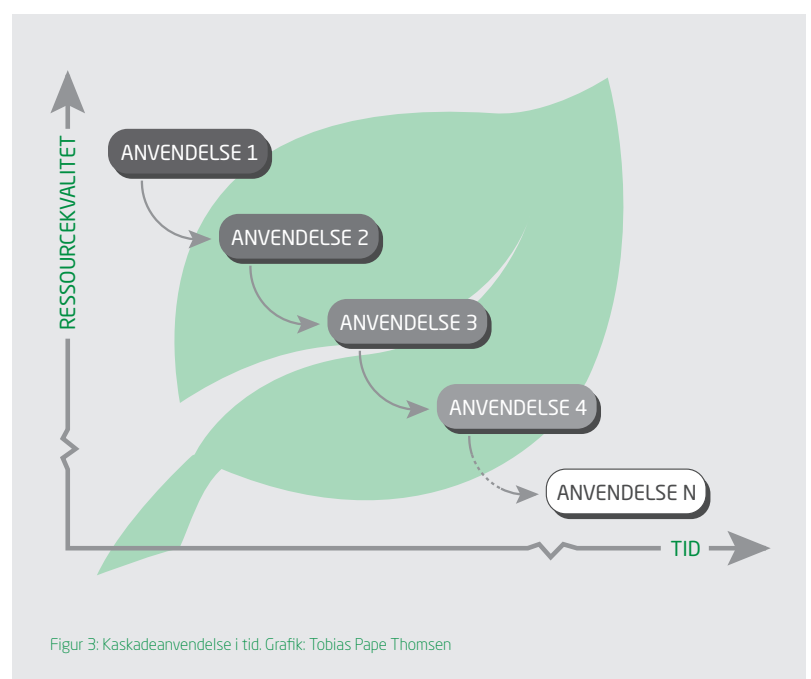 RESSOURCEKVALITET
ANVENDELSE 1
ANVENDELSE 2
ANVENDELSE 3
ANVENDELSE 4
ANVENDELSE N
TID
Figur 3: Kaskadeanvendelse i tid. Grafik: Tobias Pape Thomsen